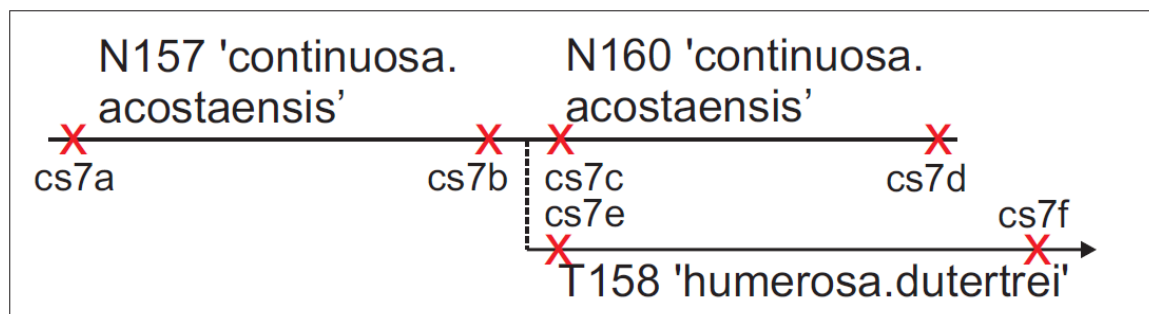 N157 'continuosa.
acostaensis’
N160 'continuosa.
acostaensis’
X X X X
cs7a cs7b cs7c cs7d
cs7e cs7f
X X
T158 'humerosa.dutertrei'